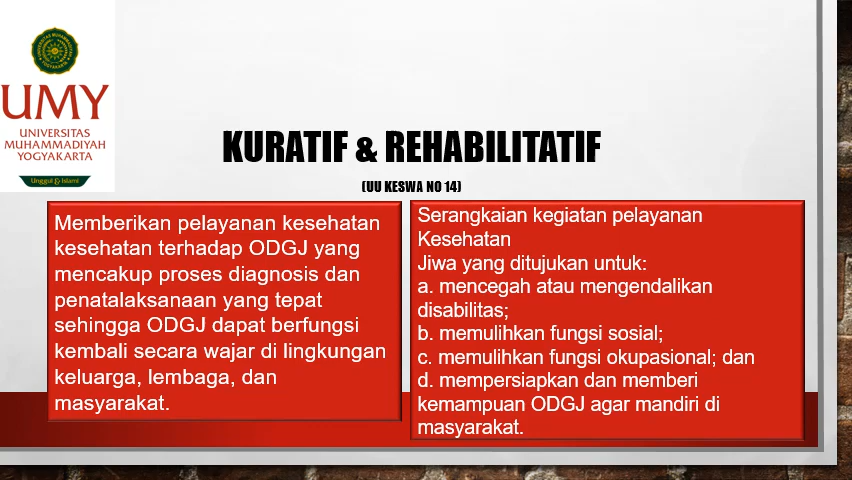 UMY
UNIVERSITAS
MUHAMMADIYAH
YOGYAKARTA
Unggul & Islami
KURATIF & REHABILITATIF
(UU KESWA NO 14)
Memberikan pelayanan kesehatan
kesehatan terhadap ODGJ yang
mencakup proses diagnosis dan
penatalaksanaan yang tepat
sehingga ODGJ dapat berfungsi
kembali secara wajar di lingkungan
keluarga, lembaga, dan
masyarakat.
Serangkaian kegiatan pelayanan
Kesehatan
Jiwa yang ditujukan untuk:
a. mencegah atau mengendalikan
disabilitas;
b. memulihkan fungsi sosial;
c. memulihkan fungsi okupasional; dan
d. mempersiapkan dan memberi
kemampuan ODGJ agar mandiri di
masyarakat.